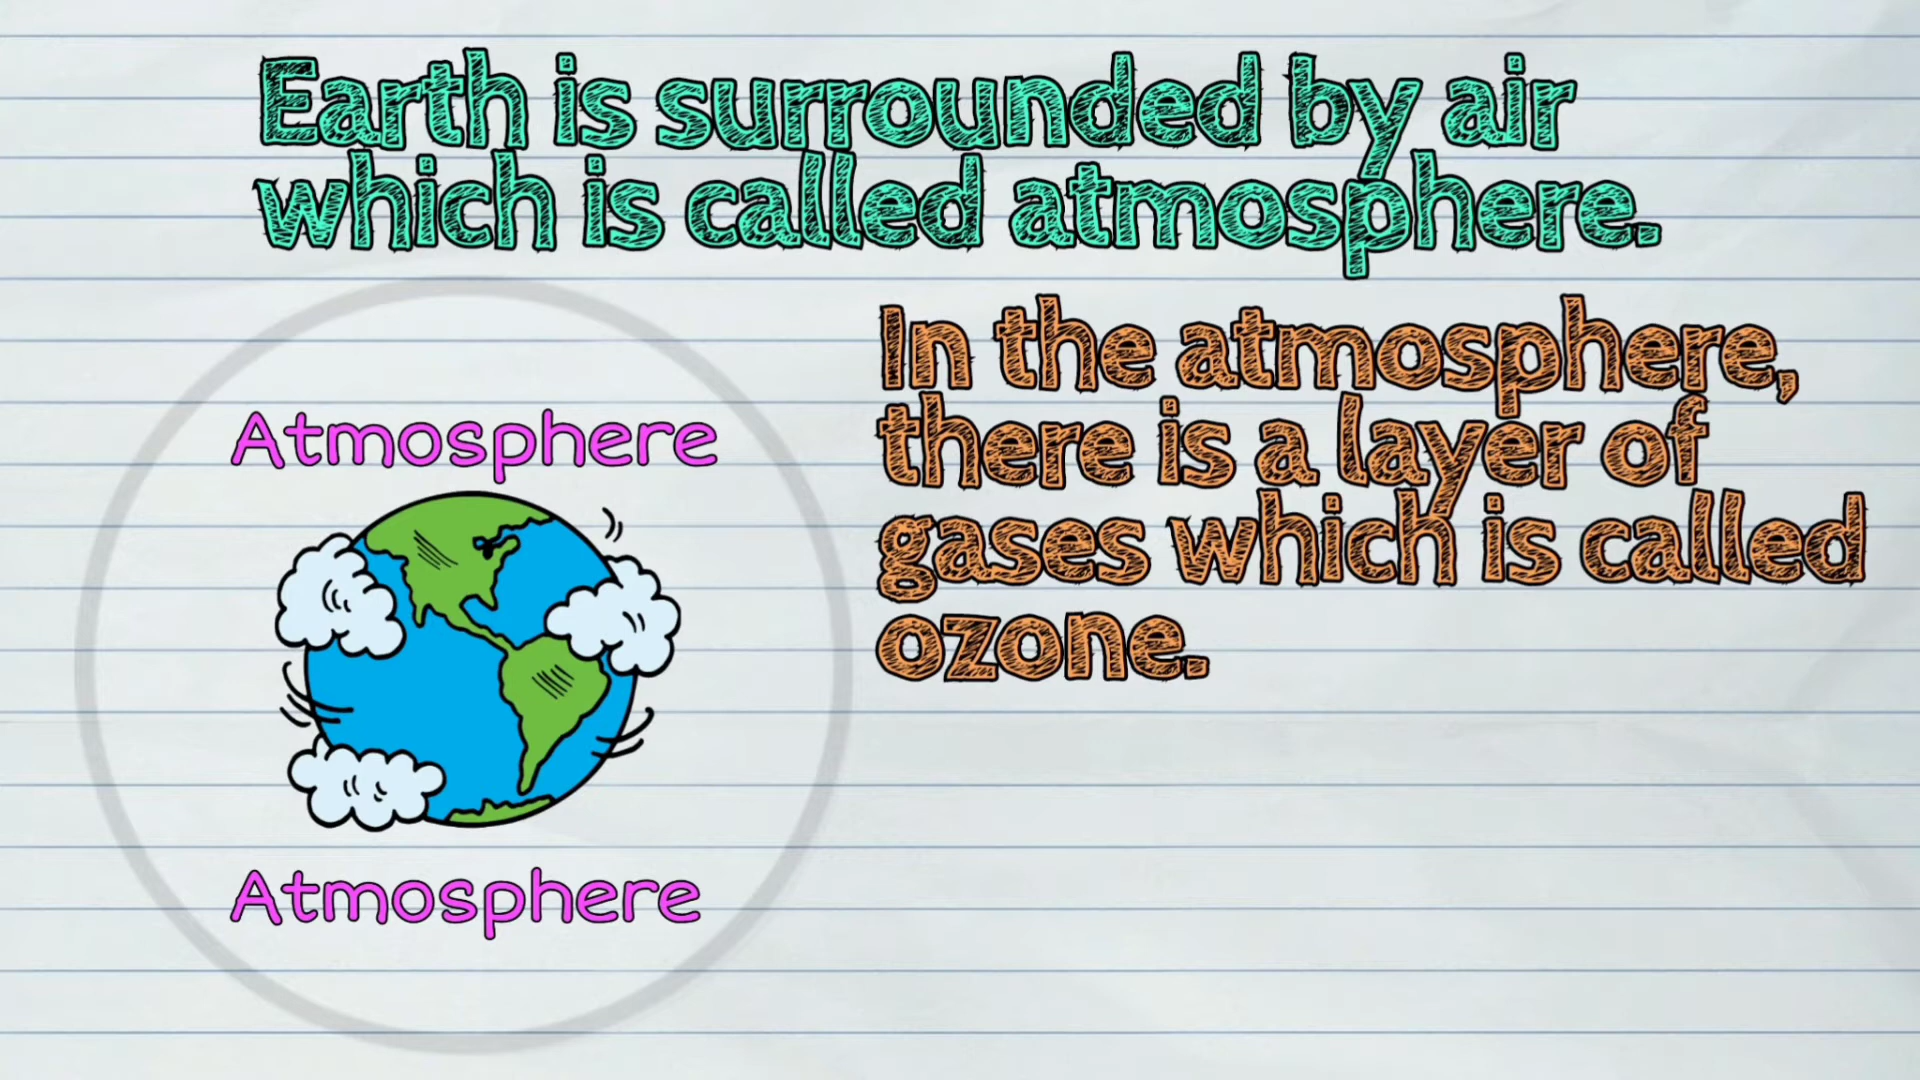 Earth is surrounded by air
which is called atmosphere.
In the atmosphere,
there is a layer of
gases which is called
ozone.
Atmosphere
Atmosphere